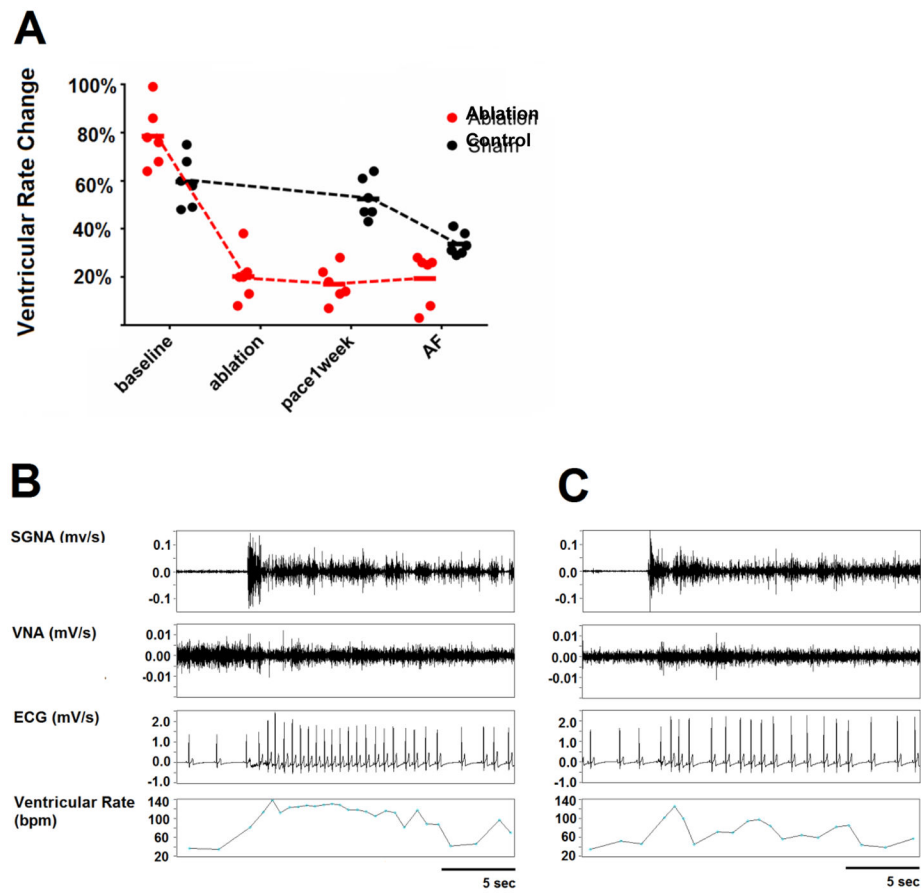 A
Ventricular Rate Change
100%
80%
60%
40%
20%
Ablation
Ablation
Control
Sham
baseline
ablation
pace1week
AF
B
C
SGNA (mv/s)
0.1
0.0
-0.1
0.1
0.0
-0.1
VNA (mV/s)
0.01
0.00
-0.01
0.01
0.00
-0.01
ECG (mV/s)
2.0
1.0
0.0
-1.0
2.0
1.0
0.0
-1.0
Ventricular Rate
(bpm)
140
100
60
20
140
100
60
20
5 sec
5 sec